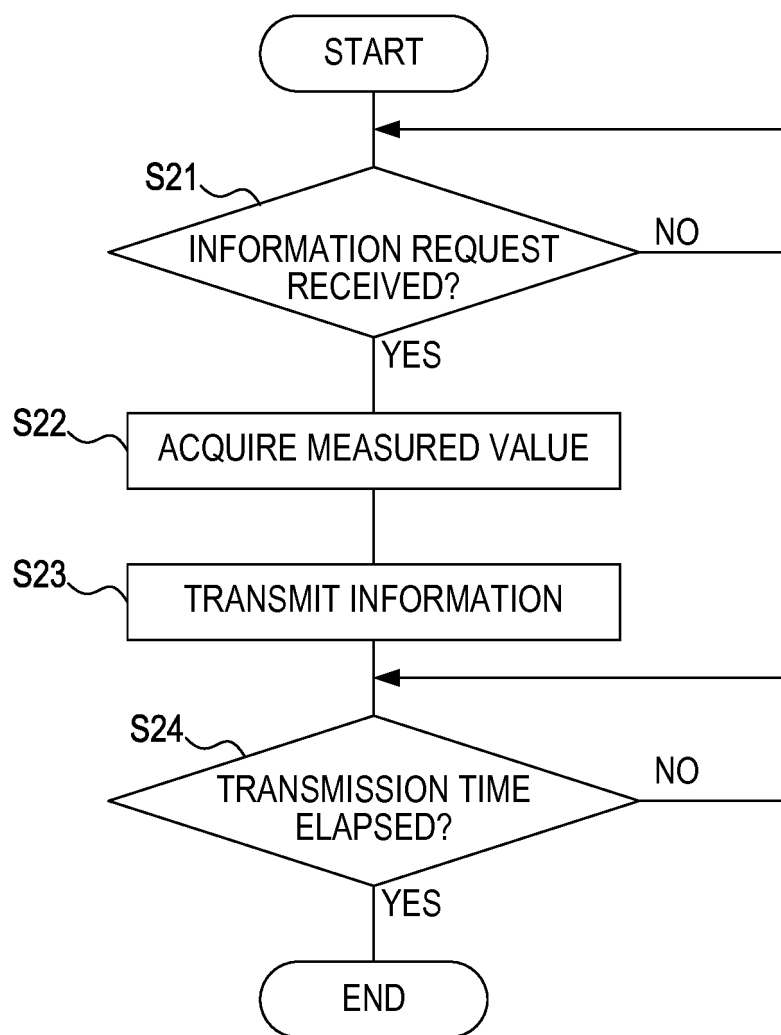 START
S21
INFORMATION REQUEST
RECEIVED?
NO
YES
S22
ACQUIRE MEASURED VALUE
S23
TRANSMIT INFORMATION
S24
TRANSMISSION TIME
ELAPSED?
NO
YES
END